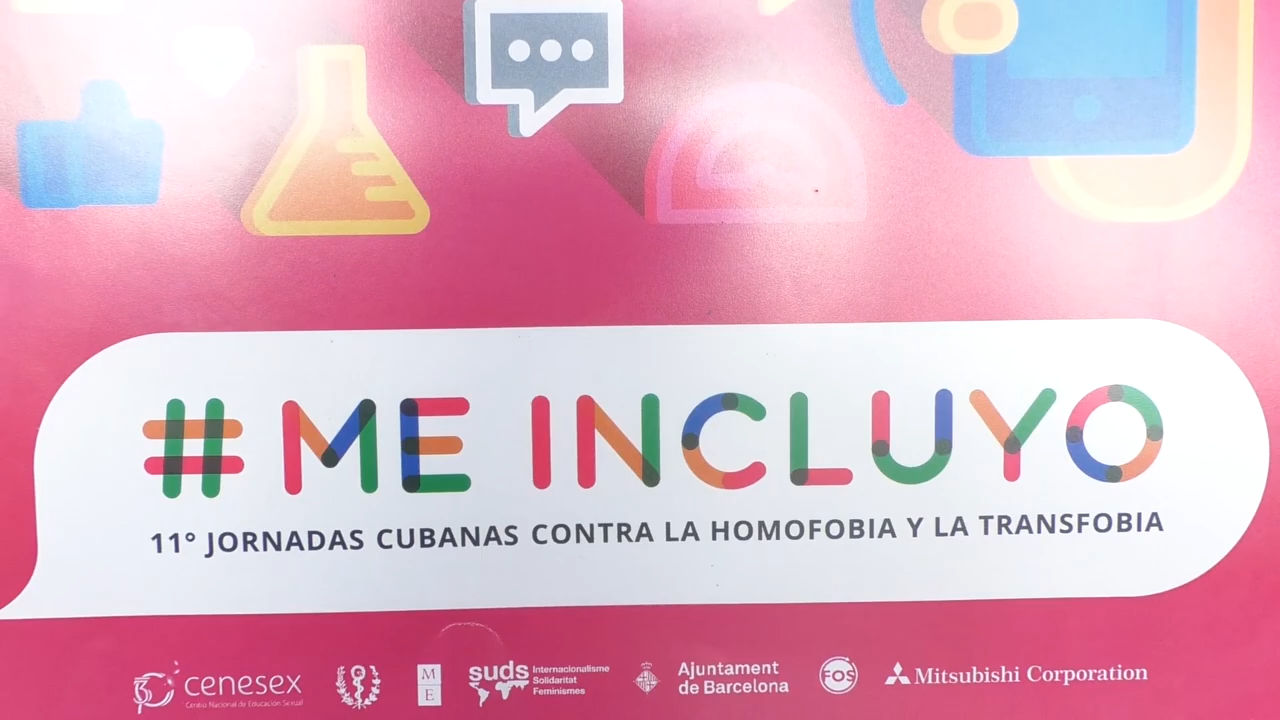 #ME INCLUYO
11° JORNADAS CUBANAS CONTRA LA HOMOFOBIA Y LA TRANSFOBIA
cenesex
Centro Nacional de Educación Sexual
M
E
suds
Internacionalisme
Solidaritat
Feminismes
Ajuntament
de Barcelona
FOS
Mitsubishi Corporation